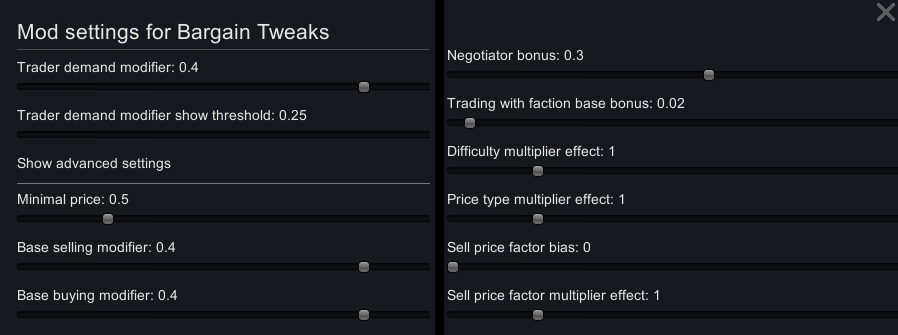 Mod settings for Bargain Tweaks
Trader demand modifier: 0.4
Trader demand modifier show threshold: 0.25
Show advanced settings
Minimal price: 0.5
Base selling modifier: 0.4
Base buying modifier: 0.4
Negotiator bonus: 0.3
Trading with faction base bonus: 0.02
Difficulty multiplier effect: 1
Price type multiplier effect: 1
Sell price factor bias: 0
Sell price factor multiplier effect: 1